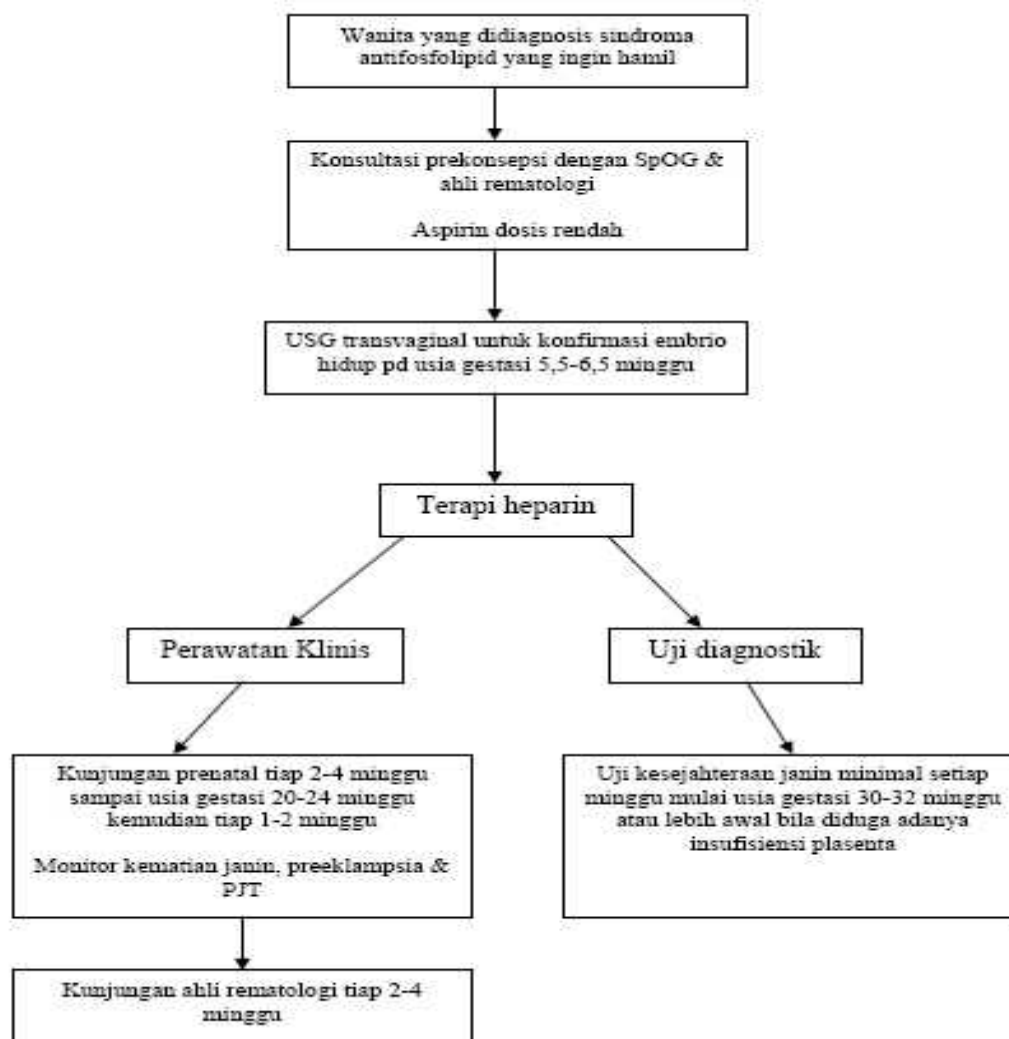 Wanita yang didiagnosis sindroma
antifosfolipid yang ingin hamil
Konsultasi prekonsepsi dengan SpOG &
ahli rematologi
Aspirin dosis rendah
USG transvaginal untuk konfirmasi embrio
hidup pd usia gestasi 5,5-6,5 minggu
Terapi heparin
Perawatan Klinis
Uji diagnostik
Kunjungan prenatal tiap 2-4 minggu
sampai usia gestasi 20-24 minggu
kemudian tiap 1-2 minggu
Monitor kematian janin, preeklampsia &
PJT
Uji kesejahteraan janin minimal setiap
minggu mulai usia gestasi 30-32 minggu
atau lebih awal bila diduga adanya
insufisiensi plasenta
Kunjungan ahli rematologi tiap 2-4
minggu